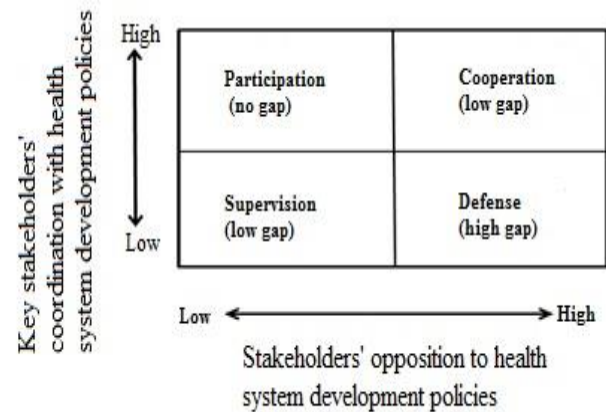 Key stakeholders'
coordination with health
system development policies
High
Low
Participation
(no gap)
Cooperation
(low gap)
Supervision
(low gap)
Defense
(high gap)
Low
High
Stakeholders' opposition to health
system development policies